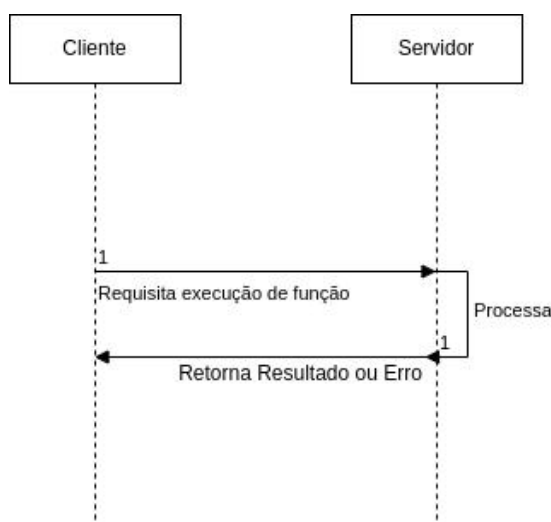 Cliente
Servidor
1
Requisita execução de função
Processa
1
Retorna Resultado ou Erro